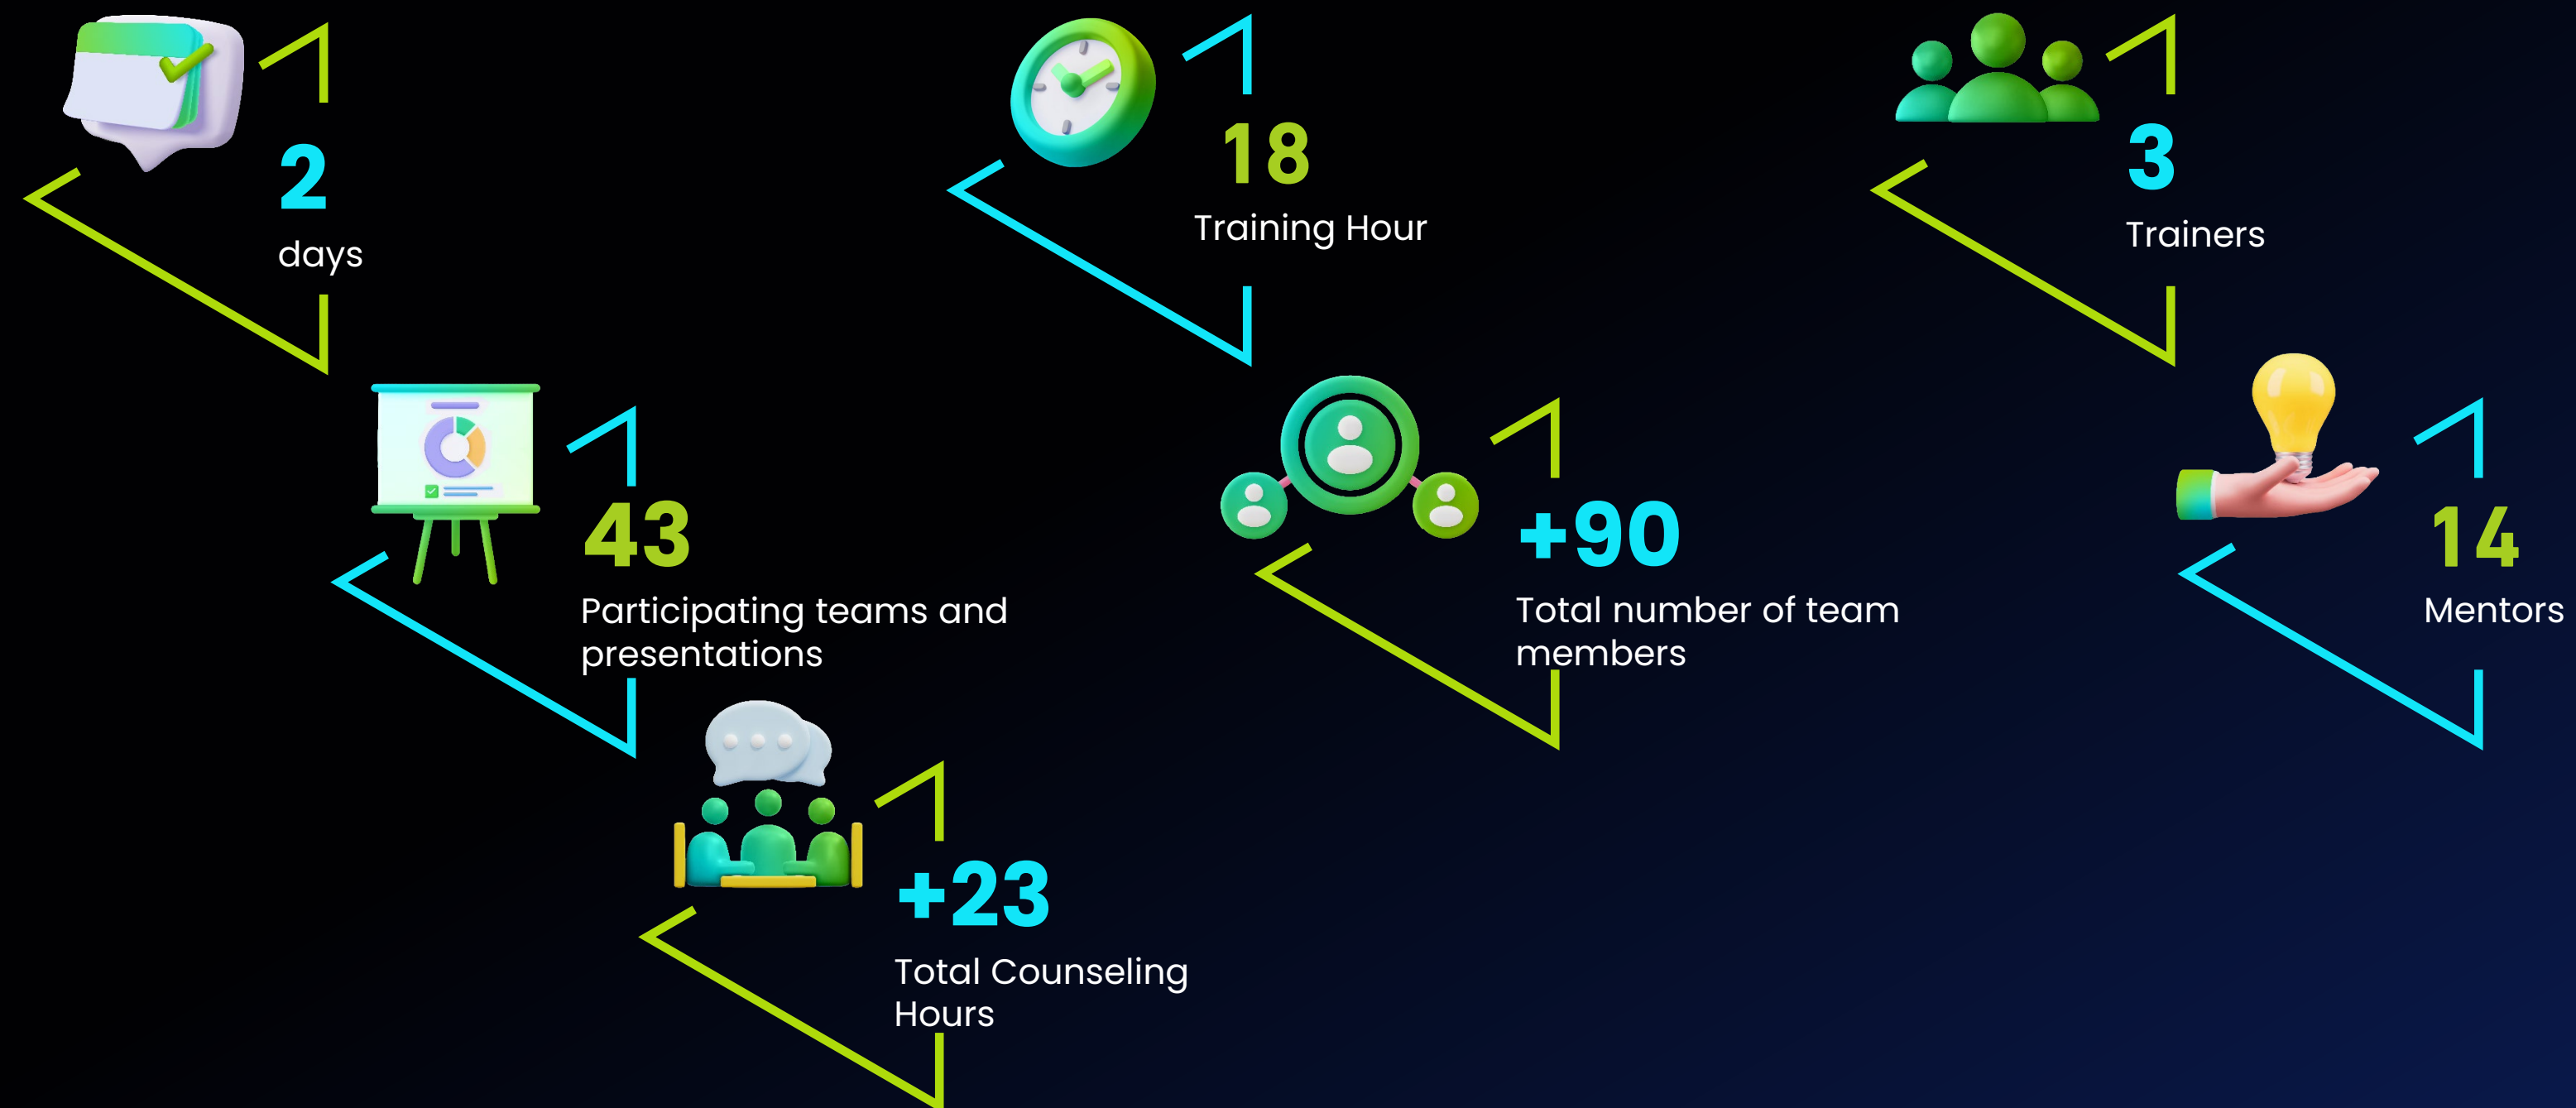 2
days
18
Training Hour
3
Trainers
43
Participating teams and
presentations
+90
Total number of team
members
14
Mentors
+23
Total Counseling
Hours